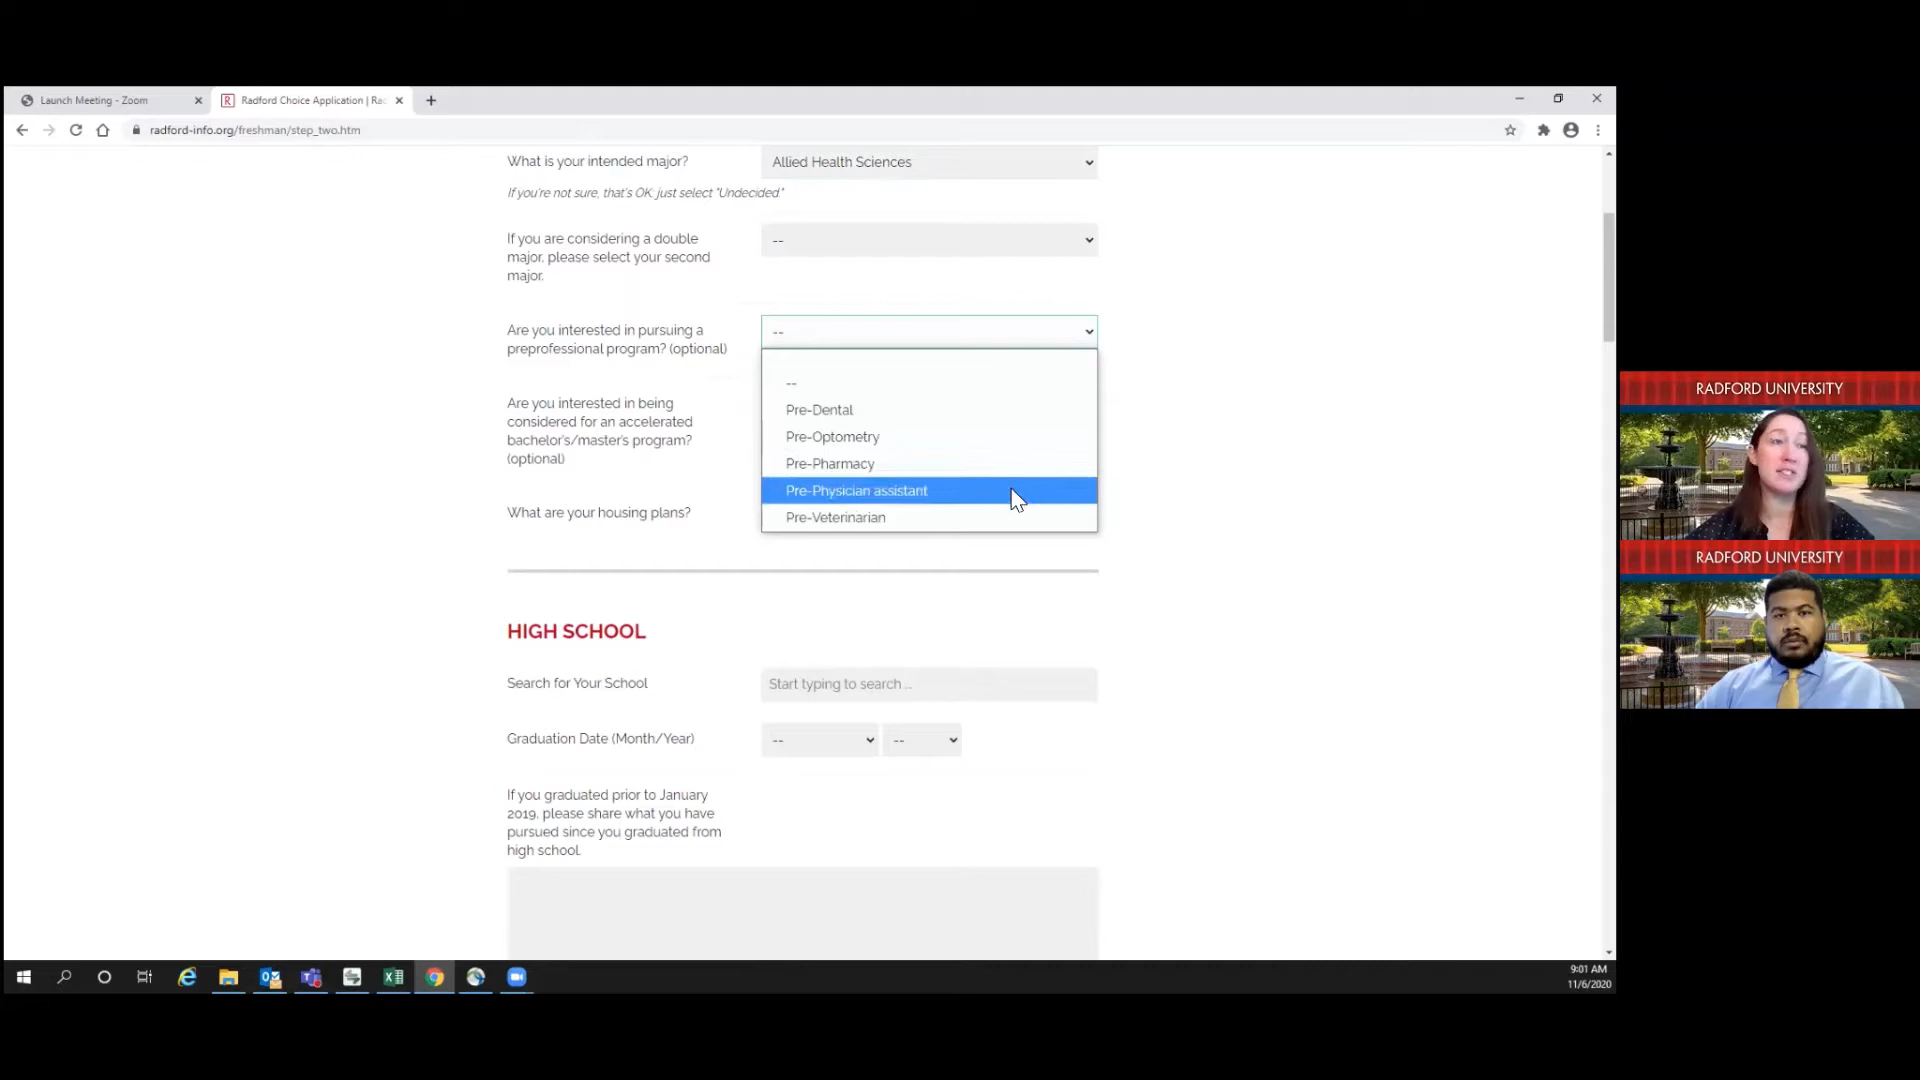 Launch Meeting - Zoom
R Radford Choice Application | Rad
radford-info.org/freshman/step_two.htm
What is your intended major?
Allied Health Sciences
If you're not sure, that's OK; just select "Undecided."
If you are considering a double
major, please select your second
major.
--
Are you interested in pursuing a
preprofessional program? (optional)
--
--
Pre-Dental
Pre-Optometry
Pre-Pharmacy
Pre-Physician assistant
Pre-Veterinarian
Are you interested in being
considered for an accelerated
bachelor's/master's program?
(optional)
What are your housing plans?
HIGH SCHOOL
Search for Your School
Start typing to search ...
Graduation Date (Month/Year)
--
--
If you graduated prior to January
2019, please share what you have
pursued since you graduated from
high school.
9:01 AM
11/6/2020
RADFORD UNIVERSITY
RADFORD UNIVERSITY